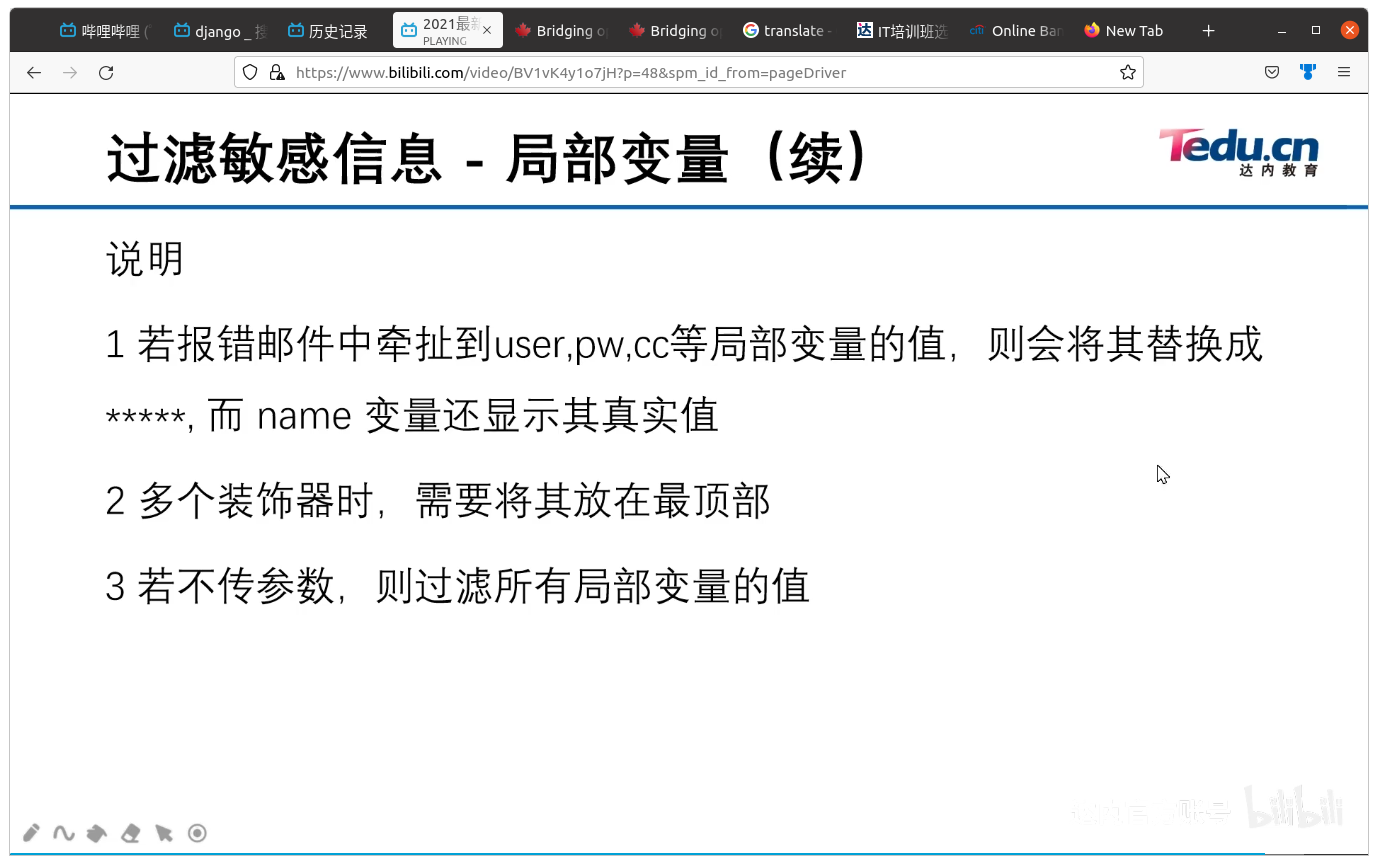 哔哩哔哩 (
django _ 搜
历史记录
2021最新
PLAYING
Bridging o
Bridging o
translate -
IT培训班选
citi
Online Ban
New Tab
https://www.bilibili.com/video/BV1vK4y1o7jH?p=48&spm_id_from=pageDriver
过滤敏感信息 - 局部变量（续）
Tedu.cn
达内教育
说明
1 若报错邮件中牵扯到user,pw,cc等局部变量的值，则会将其替换成
*****, 而 name 变量还显示其真实值
2 多个装饰器时，需要将其放在最顶部
3 若不传参数，则过滤所有局部变量的值
bilibili